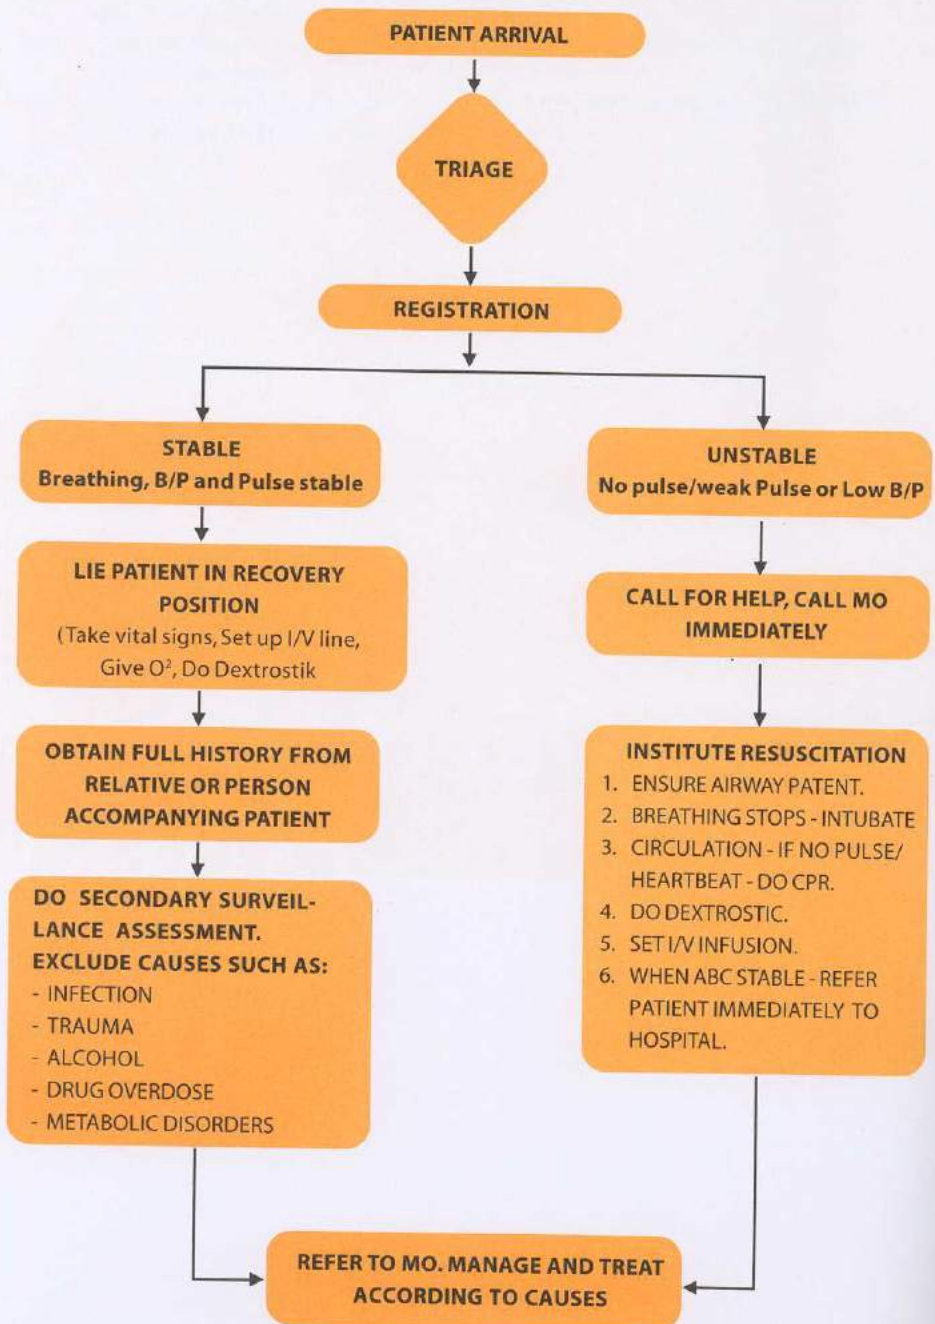 PATIENT ARRIVAL
TRIAGE
REGISTRATION
STABLE
Breathing, B/P and Pulse stable
LIE PATIENT IN RECOVERY
POSITION
(Take vital signs, Set up I/V line,
Give O², Do Dextrostik
OBTAIN FULL HISTORY FROM
RELATIVE OR PERSON
ACCOMPANYING PATIENT
DO SECONDARY SURVEIL-
LANCE ASSESSMENT.
EXCLUDE CAUSES SUCH AS:
- INFECTION
- TRAUMA
- ALCOHOL
- DRUG OVERDOSE
- METABOLIC DISORDERS
UNSTABLE
No pulse/weak Pulse or Low B/P
CALL FOR HELP, CALL MO
IMMEDIATELY
INSTITUTE RESUSCITATION
1. ENSURE AIRWAY PATENT.
2. BREATHING STOPS - INTUBATE
3. CIRCULATION - IF NO PULSE/
HEARTBEAT - DO CPR.
4. DO DEXTROSTIC.
5. SET I/V INFUSION.
6. WHEN ABC STABLE - REFER
PATIENT IMMEDIATELY TO
HOSPITAL.
REFER TO MO. MANAGE AND TREAT
ACCORDING TO CAUSES